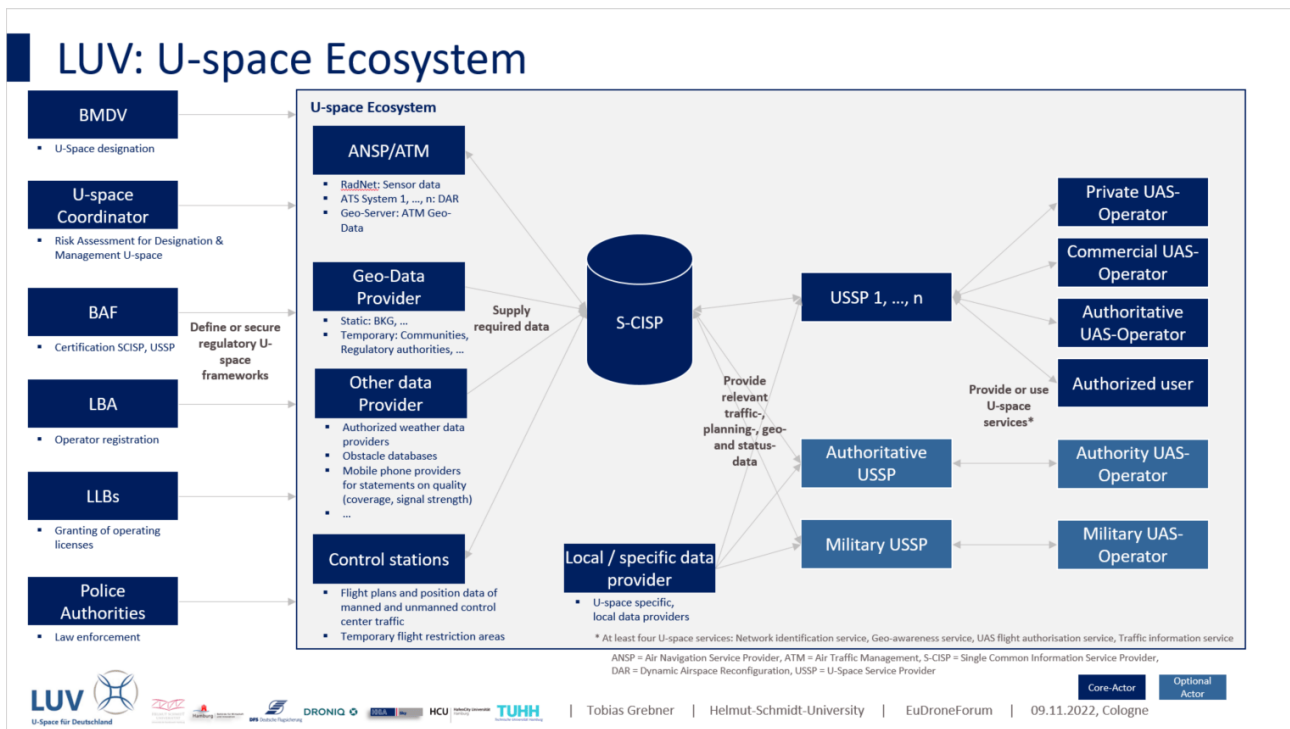 LUV: U-space Ecosystem
BMDV
U-Space designation
U-space
Coordinator
Risk Assessment for Designation &
Management U-space
BAF
Certification SCISP, USSP
LBA
Operator registration
LLBs
Granting of operating
licenses
Police
Authorities
Law enforcement
Define or secure
regulatory U-
space
frameworks
U-space Ecosystem
ANSP/ATM
RadNet: Sensor data
ATS System 1, ..., n: DAR
Geo-Server: ATM Geo-
Data
Geo-Data
Provider
Static: BKG, ...
Temporary: Communities,
Regulatory authorities, ...
Other data
Provider
Authorized weather data
providers
Obstacle databases
Mobile phone providers
for statements on quality
(coverage, signal strength)
...
Control stations
Flight plans and position data of
manned and unmanned control
center traffic
Temporary flight restriction areas
Supply
required data
S-CISP
Local / specific data
provider
U-space specific,
local data providers
Provide
relevant
traffic-,
planning-, geo-
and status-
data
USSP 1, ..., n
Authoritative
USSP
Military USSP
Provide or use
U-space
services*
Private UAS-
Operator
Commercial UAS-
Operator
Authoritative
UAS-Operator
Authorized user
Authority UAS-
Operator
Military UAS-
Operator
* At least four U-space services: Network identification service, Geo-awareness service, UAS flight authorisation service, Traffic information service
ANSP = Air Navigation Service Provider, ATM = Air Traffic Management, S-CISP = Single Common Information Service Provider,
DAR = Dynamic Airspace Reconfiguration, USSP = U-Space Service Provider
Core-Actor
Optional
Actor
LUV
U-Space für Deutschland
Hamburg
DFS Deutsche Flugsicherung
DRONIQ
HCU
HafenCity Universität
Hamburg
TUHH
| Tobias Grebner | Helmut-Schmidt-University | EuDroneForum | 09.11.2022, Cologne